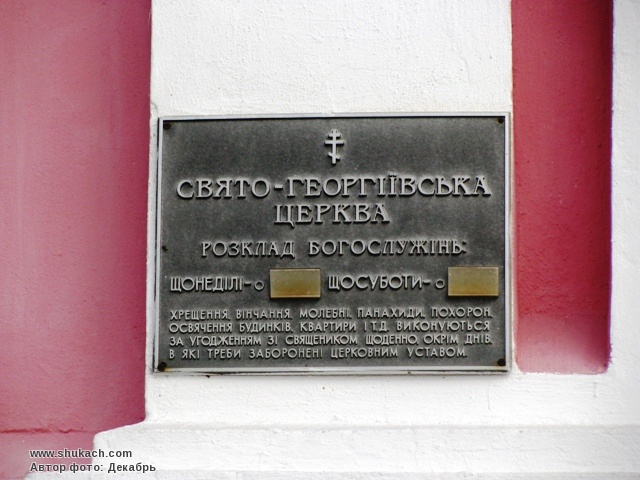 СВЯТО-ГЕОРГІЇВСЬКА
ЦЕРКВА
РОЗКЛАД БОГОСЛУЖІНЬ:
ЩОНЕДІЛІ-О ЩОСУБОТИ-О
ХРЕЩЕННЯ, ВІНЧАННЯ, МОЛЕБНІ, ПАНАХИДИ, ПОХОРОН,
ОСВЯЧЕННЯ БУДИНКІВ, КВАРТИРИ І Т.Д. ВИКОНУЮТЬСЯ
ЗА УГОДЖЕННЯМ ЗІ СВЯЩЕНИКОМ ЩОДЕННО, ОКРІМ ДНІВ,
В ЯКІ ТРЕБИ ЗАБОРОНЕНІ ЦЕРКОВНИМ УСТАВОМ.
www.shukach.com
Автор фото: Декабрь